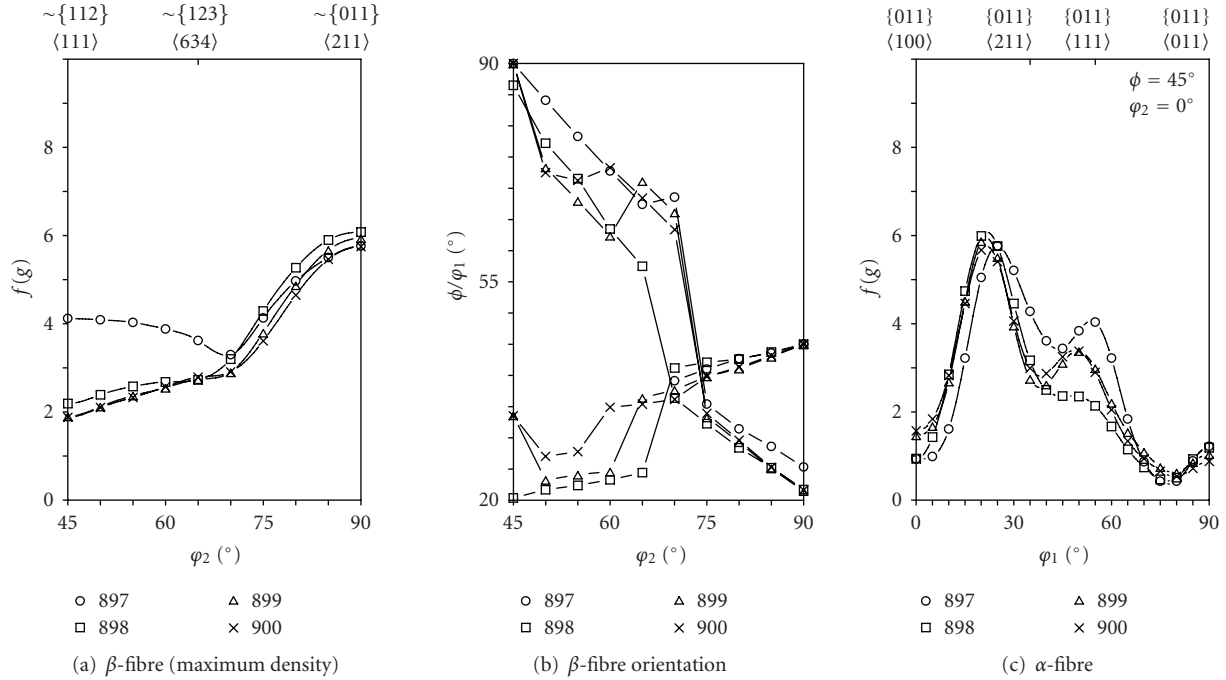 ∼{112} ∼{123} ∼{011}
⟨111⟩ ⟨634⟩ ⟨211⟩
8
6
4
2
0
f(g)
45 60 75 90
φ2 (°)
897 899
898 900
(a) β-fibre (maximum density)
90
55
20
ϕ/φ1 (°)
45 60 75 90
φ2 (°)
897 899
898 900
(b) β-fibre orientation
{011} {011} {011} {011}
⟨100⟩ ⟨211⟩ ⟨111⟩ ⟨011⟩
ϕ = 45°
φ2 = 0°
8
6
4
2
0
f(g)
0 30 60 90
φ1 (°)
897 899
898 900
(c) α-fibre